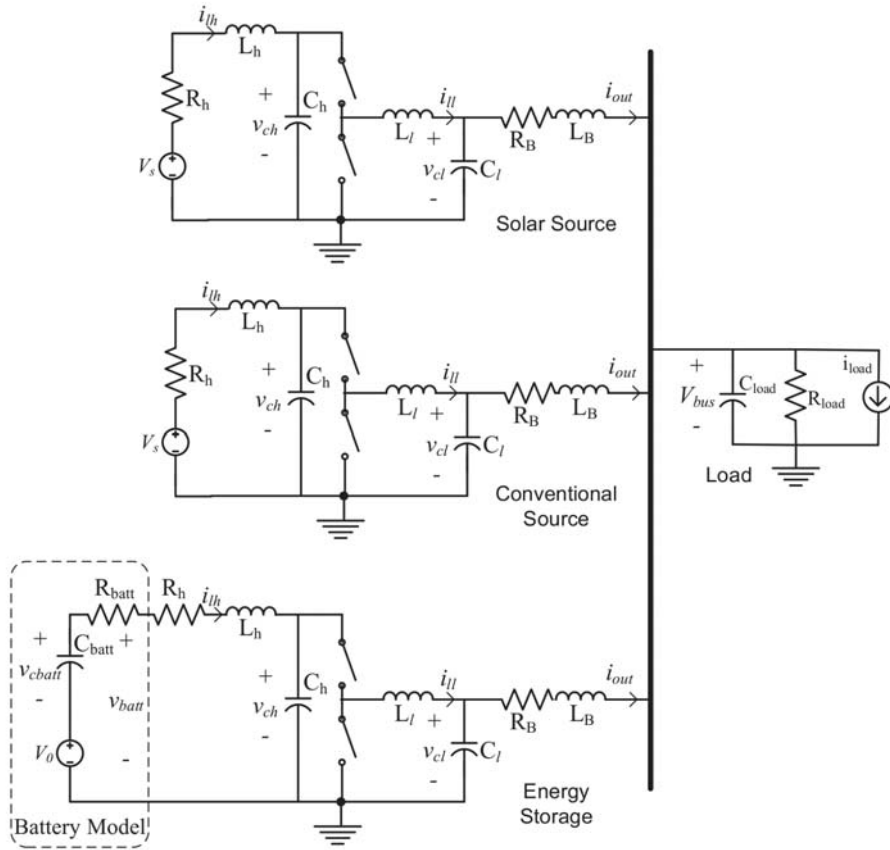 i_lh
L_h
R_h
+
v_ch
-
C_h
V_s
i_ll
L_l
+
v_cl
-
C_l
R_B
L_B
i_out
Solar Source
i_lh
L_h
R_h
+
v_ch
-
C_h
V_s
i_ll
L_l
+
v_cl
-
C_l
R_B
L_B
i_out
Conventional
Source
+
V_bus
-
C_load
R_load
i_load
Load
R_batt
R_h
i_lh
L_h
+
v_cbatt
-
C_batt
+
v_batt
-
V_0
+
v_ch
-
C_h
i_ll
L_l
+
v_cl
-
C_l
R_B
L_B
i_out
Energy
Storage
Battery Model